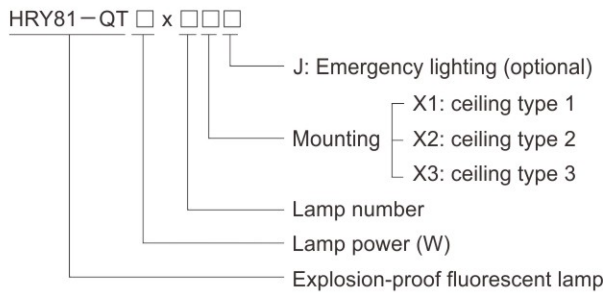 HRY81－QT □ x □□□
J: Emergency lighting (optional)
X1: ceiling type 1
Mounting X2: ceiling type 2
X3: ceiling type 3
Lamp number
Lamp power (W)
Explosion-proof fluorescent lamp